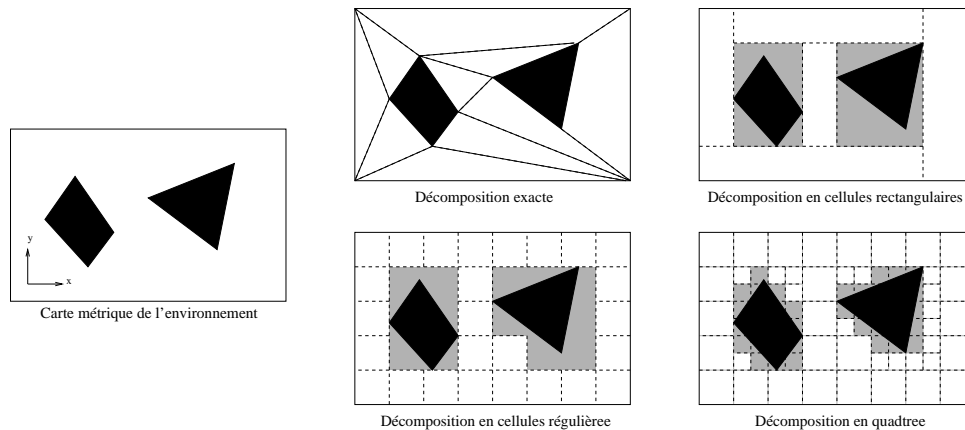 Décomposition exacte
Décomposition en cellules rectangulaires
y
x
Carte métrique de l'environnement
Décomposition en cellules régulièree
Décomposition en quadtree